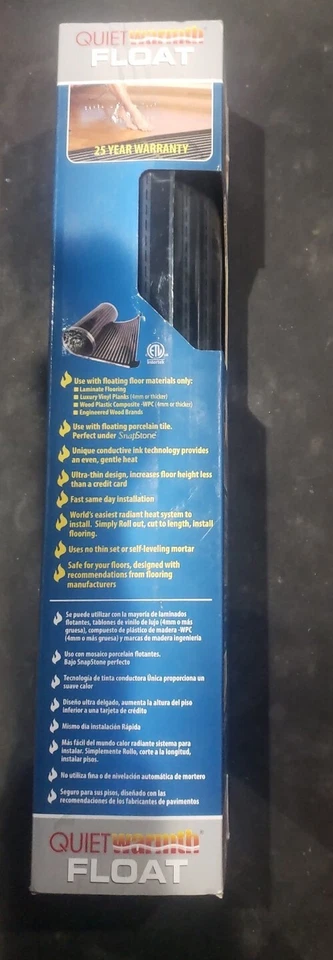 QUIET warmth
FLOAT
25 YEAR WARRANTY
ETL
Intertek
Use with floating floor materials only:
Laminate Flooring
Luxury Vinyl Planks (4mm or thicker)
Wood Plastic Composite -WPC (4mm or thicker)
Engineered Wood Brands
Use with floating porcelain tile.
Perfect under SnapStone
Unique conductive ink technology provides
an even, gentle heat
Ultra-thin design, increases floor height less
than a credit card
Fast same day installation
World's easiest radiant heat system to
install. Simply Roll out, cut to length, install
flooring.
Uses no thin set or self-leveling mortar
Safe for your floors, designed with
recommendations from flooring
manufacturers
Se puede utilizar con la mayoría de laminados
flotantes, tablones de vinilo de lujo (4mm o más
gruesa), compuesto de plástico de madera -WPC
(4mm o más gruesa) y marcas de madera ingeniería
Uso con mosaico porcelain flotantes.
Bajo SnapStone perfecto
Tecnología de tinta conductora Única proporciona un
suave calor
Diseño ultra delgado, aumenta la altura del piso
inferior a una tarjeta de crédito
Mismo día instalación Rápida
Más fácil del mundo calor radiante sistema para
instalar. Simplemente Rollo, corte a la longitud,
instalar pisos.
No utiliza fina o de nivelación automática de mortero
Seguro para sus pisos, diseñado con las
recomendaciones de los fabricantes de pavimentos
QUIET warmth
FLOAT